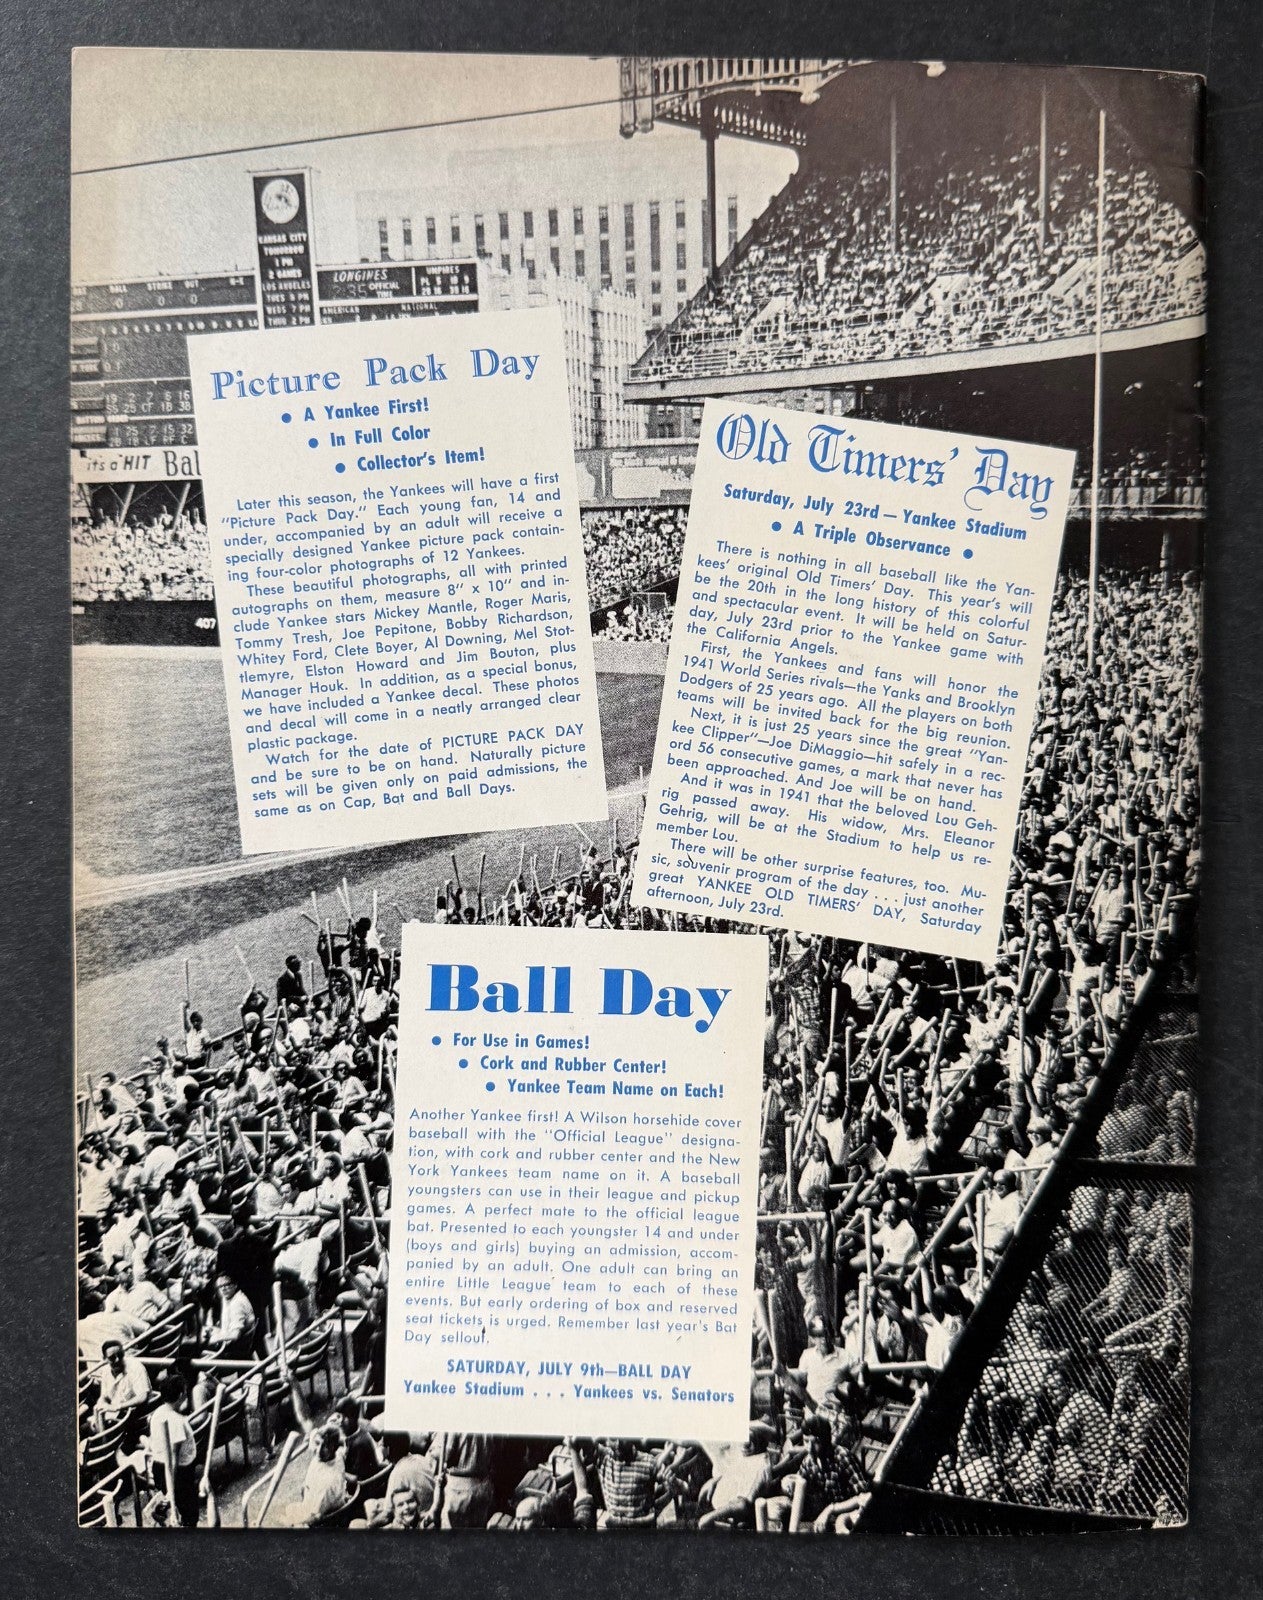 KANSAS CITY
TOMORROW
1 PM
2 GAMES
LOS ANGELES
TUES 8 PM
WEDS 7 PM
THUR 2 PM
BALL STRIKE OUT
0 0 0
LONGINES
OFFICIAL
TIME
UMPIRES
AMERICAN NATIONAL
it's a HIT Bal
407
Picture Pack Day
• A Yankee First!
• In Full Color
• Collector's Item!
Later this season, the Yankees will have a first
"Picture Pack Day." Each young fan, 14 and
under, accompanied by an adult will receive a
specially designed Yankee picture pack contain-
ing four-color photographs of 12 Yankees.
These beautiful photographs, all with printed
autographs on them, measure 8" x 10" and in-
clude Yankee stars Mickey Mantle, Roger Maris,
Tommy Tresh, Joe Pepitone, Bobby Richardson,
Whitey Ford, Clete Boyer, Al Downing, Mel Stot-
tlemyre, Elston Howard and Jim Bouton, plus
Manager Houk. In addition, as a special bonus,
we have included a Yankee decal. These photos
and decal will come in a neatly arranged clear
plastic package.
Watch for the date of PICTURE PACK DAY
and be sure to be on hand. Naturally picture
sets will be given only on paid admissions, the
same as on Cap, Bat and Ball Days.
Old Timers' Day
Saturday, July 23rd — Yankee Stadium
• A Triple Observance •
There is nothing in all baseball like the Yan-
kees' original Old Timers' Day. This year's will
be the 20th in the long history of this colorful
and spectacular event. It will be held on Satur-
day, July 23rd prior to the Yankee game with
the California Angels.
First, the Yankees and fans will honor the
1941 World Series rivals—the Yanks and Brooklyn
Dodgers of 25 years ago. All the players on both
teams will be invited back for the big reunion.
Next, it is just 25 years since the great "Yan-
kee Clipper"—Joe DiMaggio—hit safely in a rec-
ord 56 consecutive games, a mark that never has
been approached. And Joe will be on hand.
And it was in 1941 that the beloved Lou Geh-
rig passed away. His widow, Mrs. Eleanor
Gehrig, will be at the Stadium to help us re-
member Lou.
There will be other surprise features, too. Mu-
sic, souvenir program of the day . . . just another
great YANKEE OLD TIMERS' DAY, Saturday
afternoon, July 23rd.
Ball Day
• For Use in Games!
• Cork and Rubber Center!
• Yankee Team Name on Each!
Another Yankee first! A Wilson horsehide cover
baseball with the "Official League" designa-
tion, with cork and rubber center and the New
York Yankees team name on it. A baseball
youngsters can use in their league and pickup
games. A perfect mate to the official league
bat. Presented to each youngster 14 and under
(boys and girls) buying an admission, accom-
panied by an adult. One adult can bring an
entire Little League team to each of these
events. But early ordering of box and reserved
seat tickets is urged. Remember last year's Bat
Day sellout.
SATURDAY, JULY 9th—BALL DAY
Yankee Stadium . . . Yankees vs. Senators